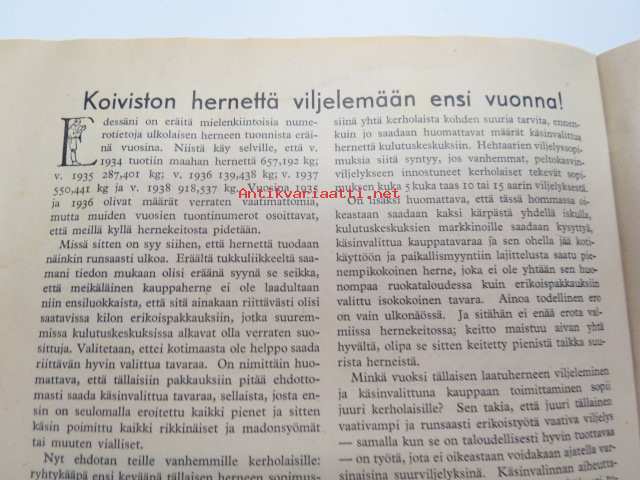 Koiviston hernettä viljelemään ensi vuonna!
Edessäni on eräitä mielenkiintoisia nume-
rotietoja ulkolaisen herneen tuonnista eräi-
nä vuosina. Niistä käy selville, että v.
1934 tuotiin maahan hernettä 657,192 kg;
v. 1935 287,401 kg; v. 1936 139,438 kg; v. 1937
550,441 kg ja v. 1938 918,537 kg. Vuosina 1935
ja 1936 olivat määrät verraten vaatimattomia,
mutta muiden vuosien tuontinumerot osoittavat,
että meillä kyllä hernekeitosta pidetään.
Missä sitten on syy siihen, että hernettä tuodaan
näinkin runsaasti ulkoa. Eräältä tukkuliikkeeltä saa-
mani tiedon mukaan olisi eräänä syynä se seikka,
että meikäläinen kauppaherne ei ole laadultaan
niin ensiluokkaista, että sitä ainakaan riittävästi olisi
saatavissa kilon erikoispakkauksiin, jotka suurem-
missa kulutuskeskuksissa alkavat olla verraten suo-
sittuja. Valitetaan, ettei kotimaasta ole helppo saada
riittävän hyvin valittua tavaraa. On nimittäin huo-
mattava, että tällaisiin pakkauksiin pitää ehdotto-
masti saada käsinvalittua tavaraa, sellaista, josta en-
sin on seulomalla eroitettu kaikki pienet ja sitten
käsin poimittu kaikki rikkinäiset ja madonsyömät
tai muuten vialliset.
Nyt ehdotan teille vanhemmille kerholaisille:
ryhtykääpä ensi keväänä tällaisen herneen sopimus-
siinä yhtä kerholaista kohden suuria tarvita, ennen-
kuin jo saadaan huomattavat määrät käsinvalittua
hernettä kulutuskeskuksiin. Hehtaarien viljelyssopi-
muksia siitä syntyy, jos vanhemmat, peltokasvin-
viljelykseen innostuneet kerholaiset tekevät sopi-
muksen kuka 5 kuka taas 10 tai 15 aarin viljelyksestä.
On lisäksi huomattava, että tässä hommassa oi-
keastaan saadaan kaksi kärpästä yhdellä iskulla,
kulutuskeskuksien markkinoille saadaan kysyttyä,
käsinvalittua kauppatavaraa ja sen ohella jää koti-
käyttöön ja paikallismyyntiin lajittelusta saatu pie-
nempikokoinen herne, joka ei ole yhtään sen huo-
nompaa ruokataloudessa kuin erikoispakkauksiin
valittu isokokoinen tavara. Ainoa todellinen ero
on vain ulkonäössä. Ja sitähän ei enää erota val-
miissa hernekeitossa; keitto maistuu aivan yhtä
hyvältä, olipa se sitten keitetty pienistä taikka suu-
rista herneistä.
Minkä vuoksi tällaisen laatuherneen viljeleminen
ja käsinvalittuna kauppaan toimittaminen sopii
juuri kerholaisille? Sen takia, että juuri tällainen
vaativampi ja runsaasti erikoistyötä vaativa viljelys
— samalla kun se on taloudellisesti hyvin tuottavaa
— on työtä, jota ei oikeastaan voidakaan ajatella var-
sinaisina suurviljelyksinä. Käsinvalinnan aiheutta-
Antikvariaatti.net